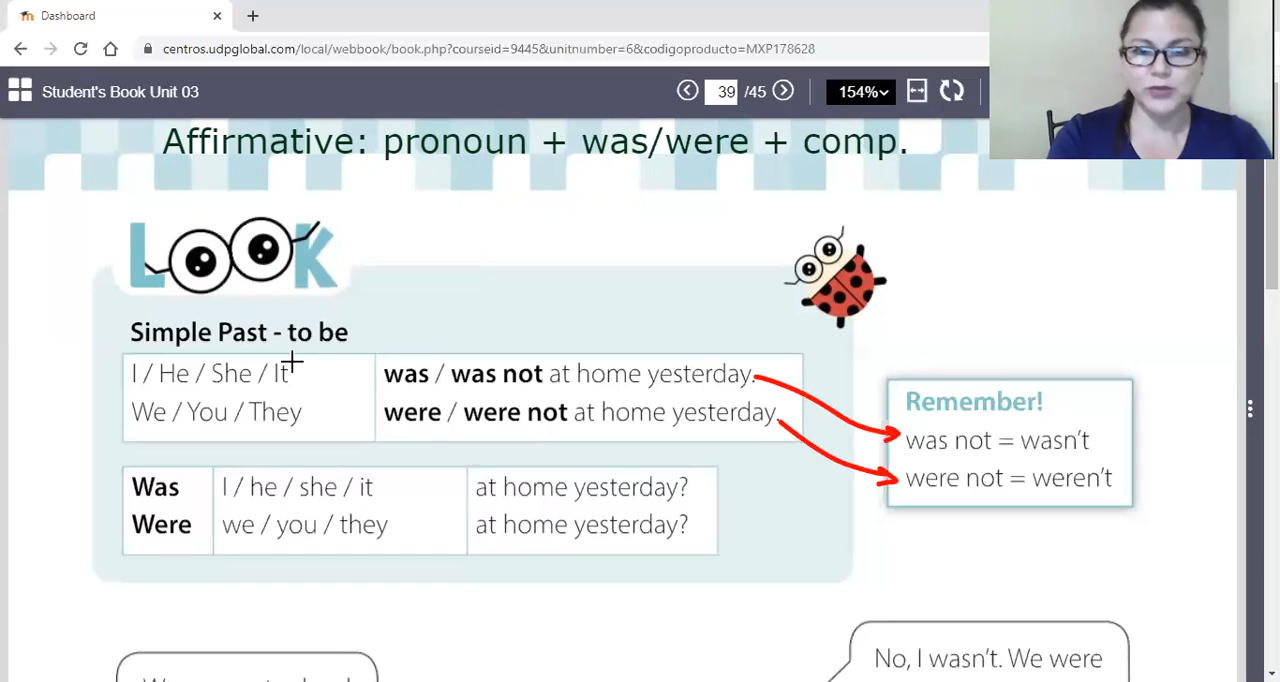 Dashboard
centros.udpglobal.com/local/webbook/book.php?courseid=9445&unitnumber=6&codigoproducto=MXP178628
Student's Book Unit 03
39 /45
154%
Affirmative: pronoun + was/were + comp.
LOOK
Simple Past - to be
I / He / She / It was / was not at home yesterday.
We / You / They were / were not at home yesterday.
Remember!
was not = wasn't
were not = weren't
Was I / he / she / it at home yesterday?
Were we / you / they at home yesterday?
No, I wasn't. We were